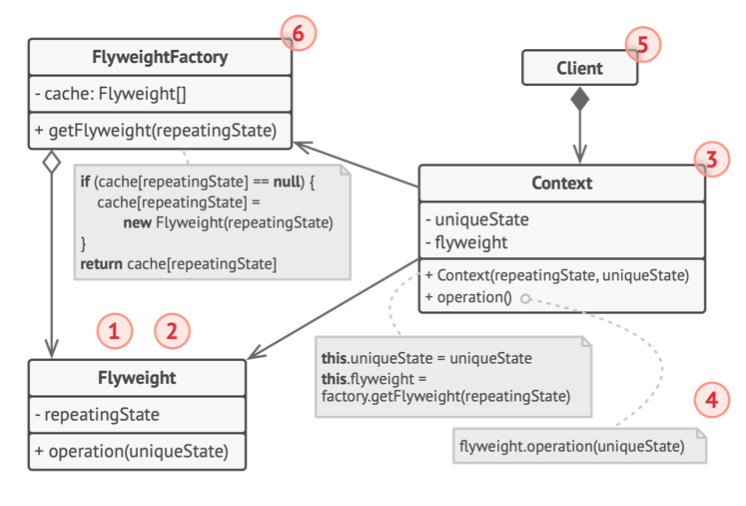 6
FlyweightFactory
- cache: Flyweight[]
+ getFlyweight(repeatingState)
if (cache[repeatingState] == null) {
cache[repeatingState] =
new Flyweight(repeatingState)
}
return cache[repeatingState]
5
Client
3
Context
- uniqueState
- flyweight
+ Context(repeatingState, uniqueState)
+ operation()
this.uniqueState = uniqueState
this.flyweight =
factory.getFlyweight(repeatingState)
4
flyweight.operation(uniqueState)
1 2
Flyweight
- repeatingState
+ operation(uniqueState)